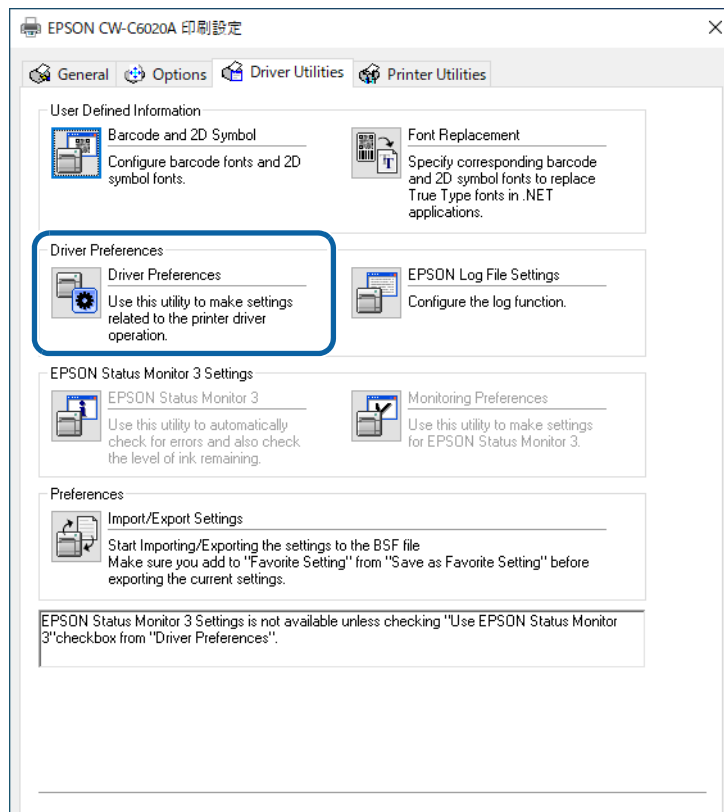 EPSON CW-C6020A 印刷設定
General Options Driver Utilities Printer Utilities
User Defined Information
Barcode and 2D Symbol
Configure barcode fonts and 2D
symbol fonts.
Font Replacement
Specify corresponding barcode
and 2D symbol fonts to replace
True Type fonts in .NET
applications.
Driver Preferences
Driver Preferences
Use this utility to make settings
related to the printer driver
operation.
EPSON Log File Settings
Configure the log function.
EPSON Status Monitor 3 Settings
EPSON Status Monitor 3
Use this utility to automatically
check for errors and also check
the level of ink remaining.
Monitoring Preferences
Use this utility to make settings
for EPSON Status Monitor 3.
Preferences
Import/Export Settings
Start Importing/Exporting the settings to the BSF file
Make sure you add to "Favorite Setting" from "Save as Favorite Setting" before
exporting the current settings.
EPSON Status Monitor 3 Settings is not available unless checking "Use EPSON Status Monitor
3"checkbox from "Driver Preferences".